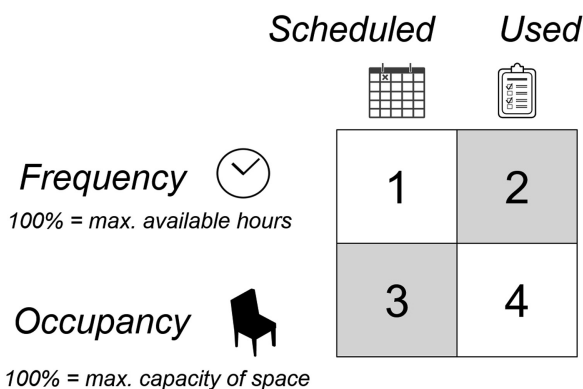 Scheduled Used
Frequency
100% = max. available hours
1 2
Occupancy
100% = max. capacity of space
3 4